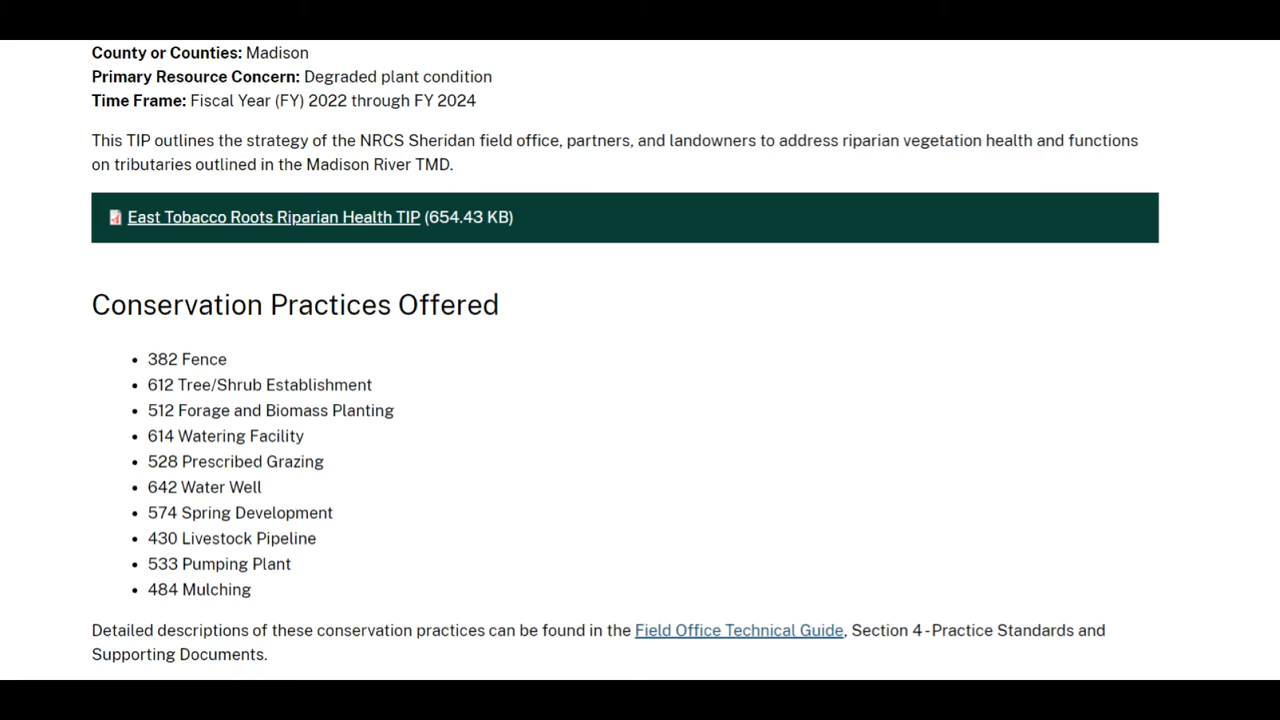 County or Counties: Madison
Primary Resource Concern: Degraded plant condition
Time Frame: Fiscal Year (FY) 2022 through FY 2024
This TIP outlines the strategy of the NRCS Sheridan field office, partners, and landowners to address riparian vegetation health and functions
on tributaries outlined in the Madison River TMD.
East Tobacco Roots Riparian Health TIP (654.43 KB)
Conservation Practices Offered
• 382 Fence
• 612 Tree/Shrub Establishment
• 512 Forage and Biomass Planting
• 614 Watering Facility
• 528 Prescribed Grazing
• 642 Water Well
• 574 Spring Development
• 430 Livestock Pipeline
• 533 Pumping Plant
• 484 Mulching
Detailed descriptions of these conservation practices can be found in the Field Office Technical Guide, Section 4 - Practice Standards and
Supporting Documents.